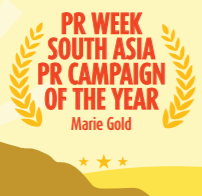 PR WEEK
SOUTH ASIA
PR CAMPAIGN
OF THE YEAR
Marie Gold